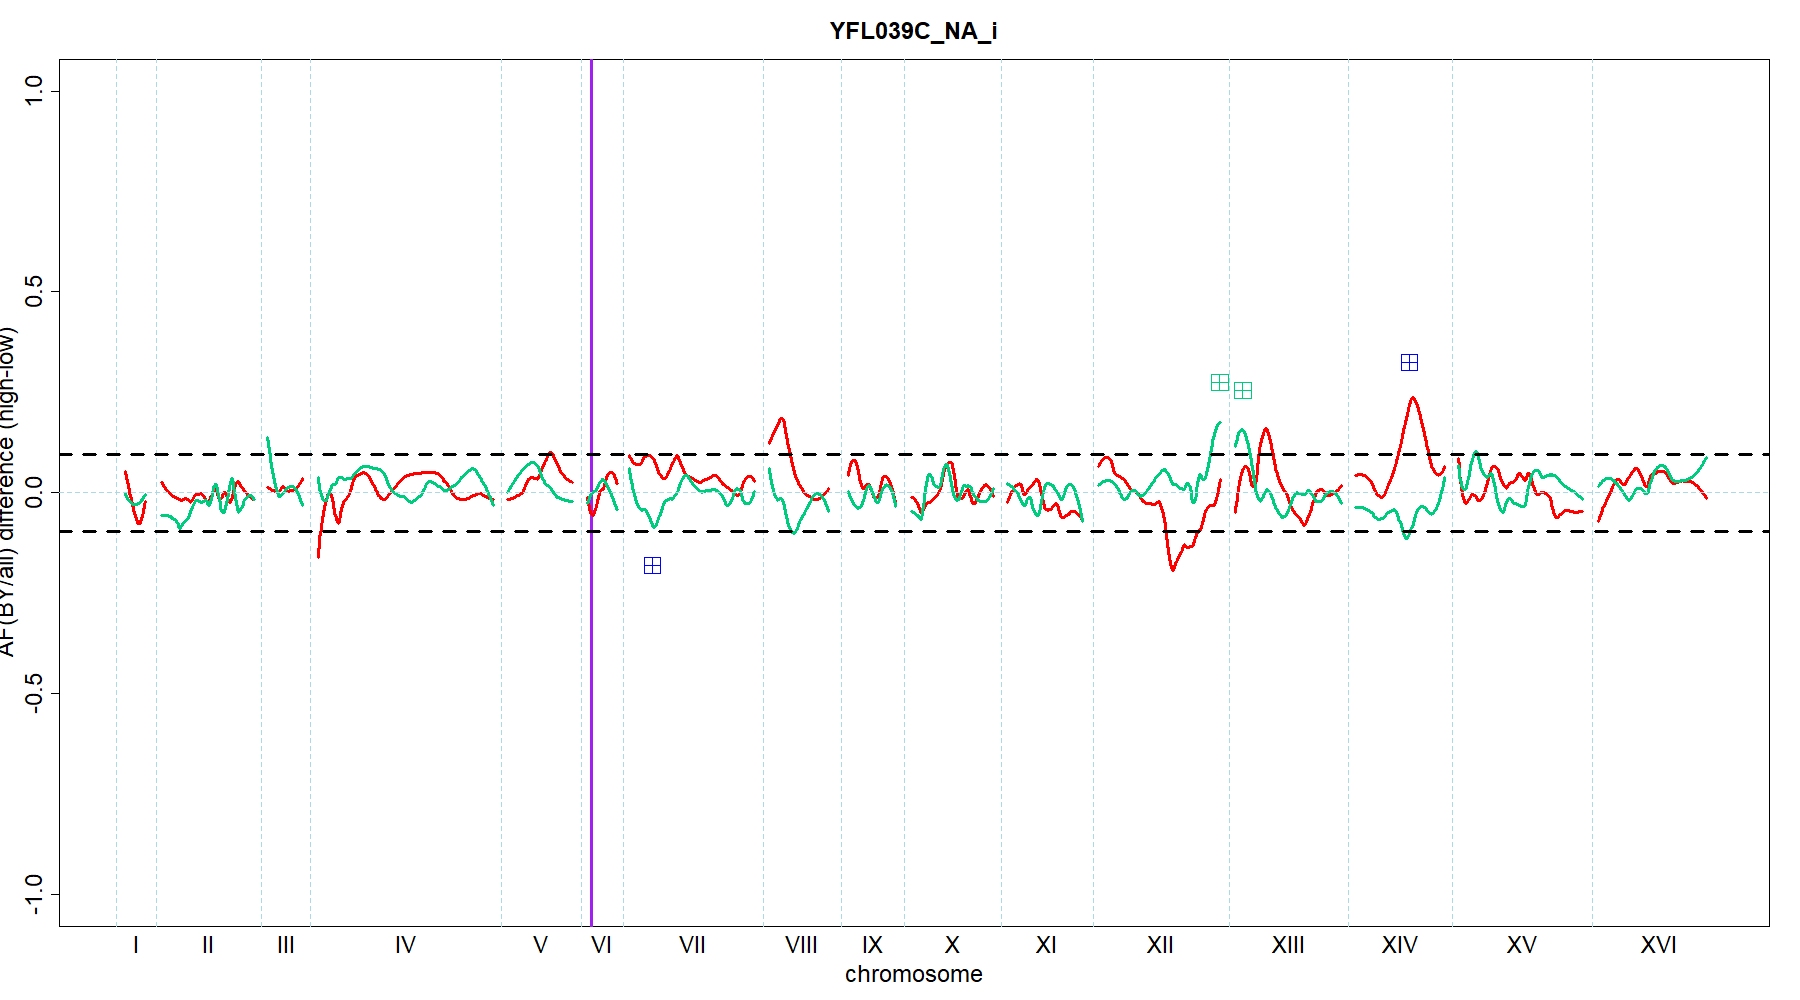 YFL039C_NA_i
1.0
0.5
0.0
-0.5
-1.0
AF(BY/all) difference (high-low)
I II III IV V VI VII VIII IX X XI XII XIII XIV XV XVI
chromosome